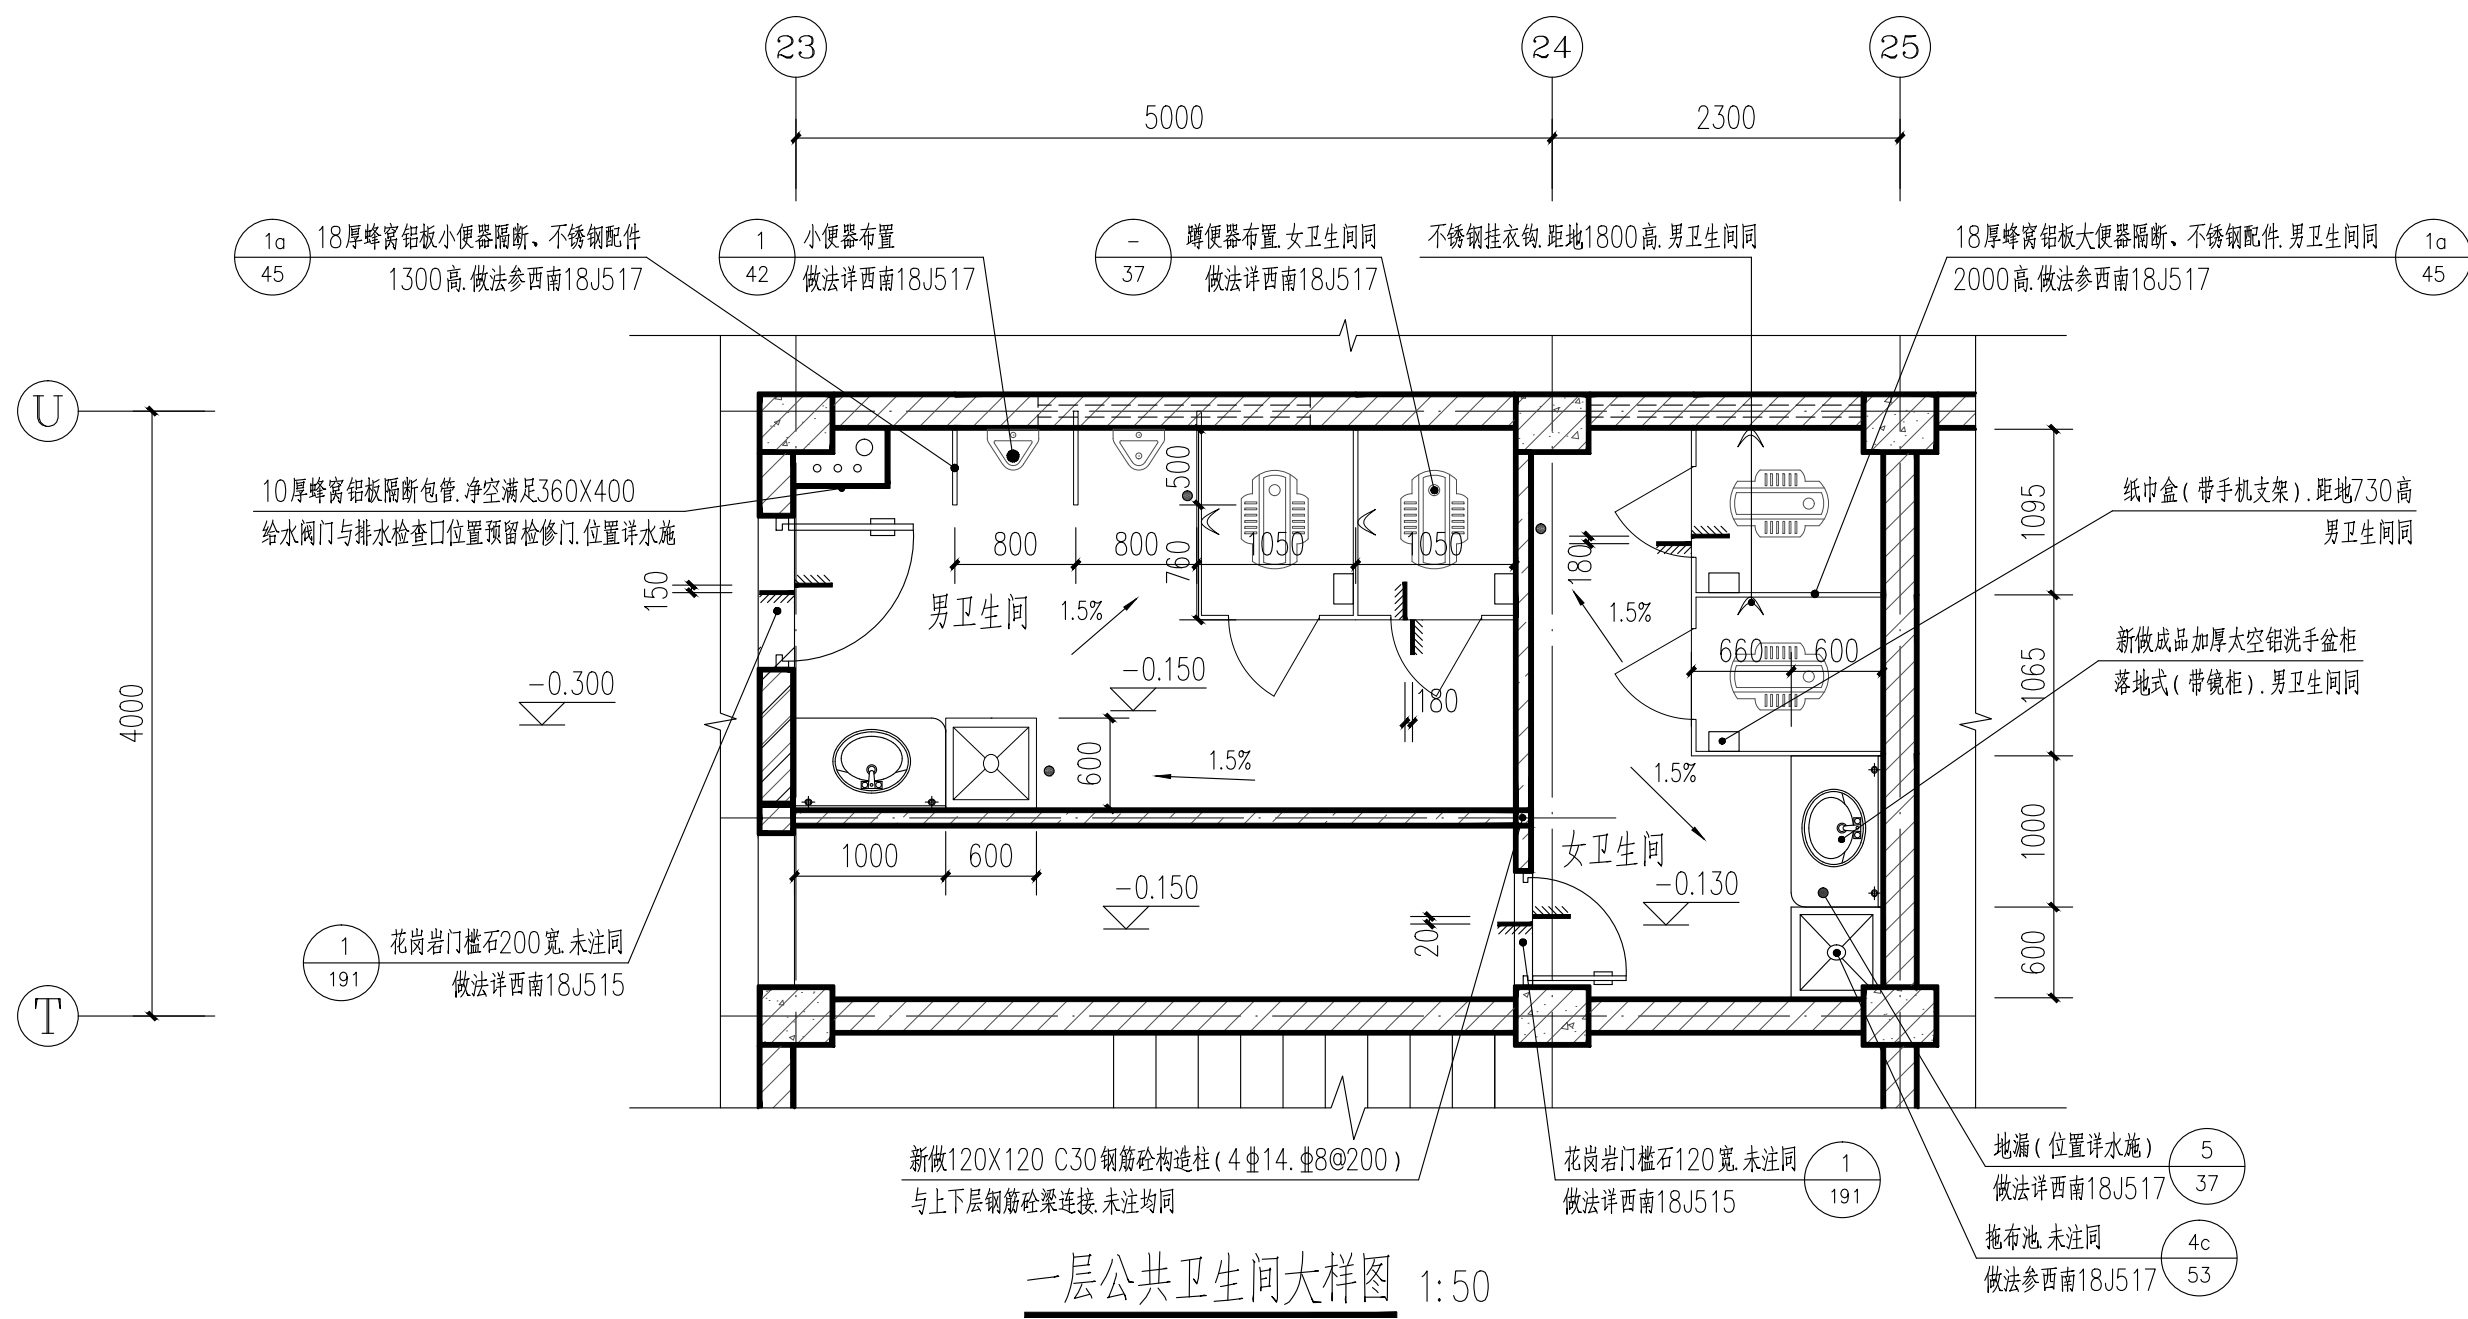 23
24
25
5000
2300
1a
45
18厚蜂窝铝板小便器隔断、不锈钢配件
1300高.做法参西南18J517
1
42
小便器布置
做法详西南18J517
-
37
蹲便器布置.女卫生间同
做法详西南18J517
不锈钢挂衣钩.距地1800高.男卫生间同
18厚蜂窝铝板大便器隔断、不锈钢配件.男卫生间同
2000高.做法参西南18J517
1a
45
U
T
4000
10厚蜂窝铝板隔断包管.净空满足360X400
给水阀门与排水检查口位置预留检修门.位置详水施
150
500
760
800
800
1050
1050
180
1095
纸巾盒(带手机支架).距地730高
男卫生间同
男卫生间
1.5%
1.5%
-0.300
-0.150
660
600
1065
新做成品加厚太空铝洗手盆柜
落地式(带镜柜).男卫生间同
180
600
1.5%
1.5%
1000
600
女卫生间
1000
-0.150
-0.130
20
600
1
191
花岗岩门槛石200宽.未注同
做法详西南18J515
新做120X120 C30钢筋砼构造柱(4ф14.ф8@200)
与上下层钢筋砼梁连接.未注均同
花岗岩门槛石120宽.未注同
做法详西南18J515
1
191
地漏(位置详水施)
做法详西南18J517
5
37
拖布池.未注同
做法参西南18J517
4c
53
一层公共卫生间大样图 1:50